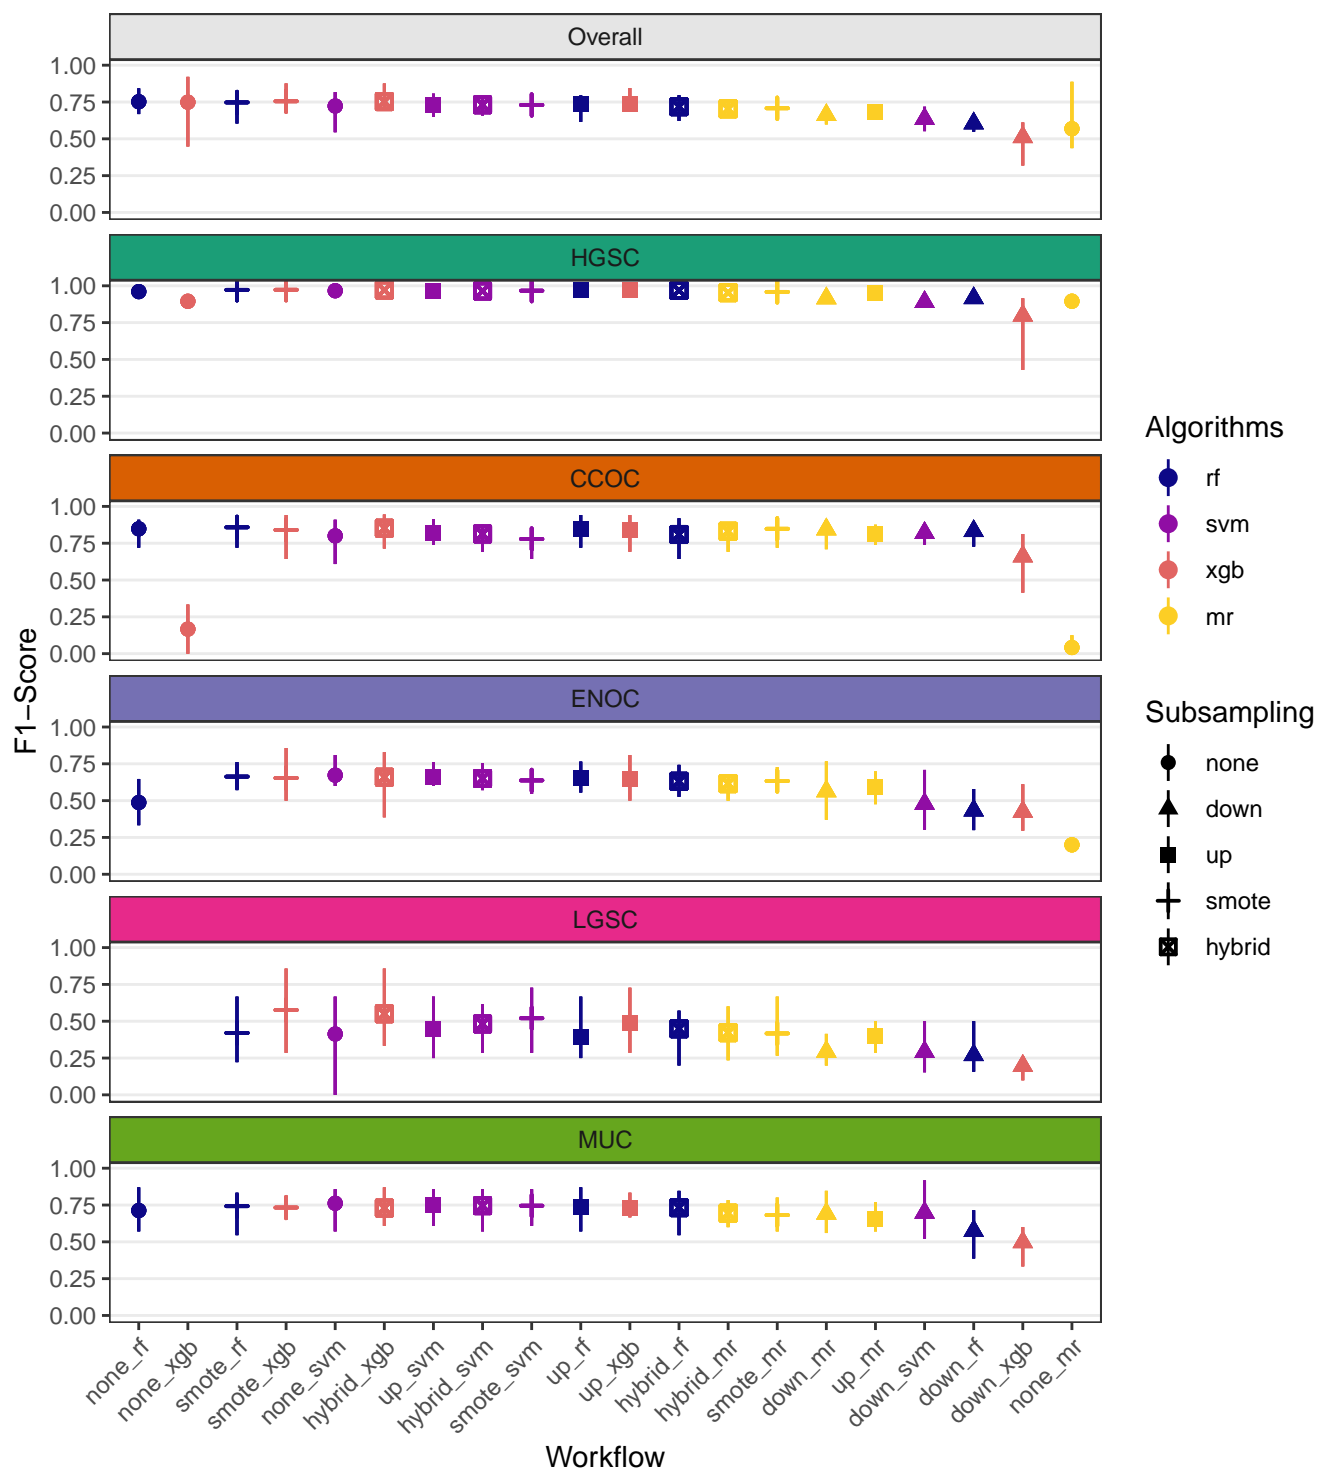 Overall
1.00
0.75
0.50
0.25
0.00
HGSC
1.00
0.75
0.50
0.25
0.00
CCOC
1.00
0.75
0.50
0.25
0.00
ENOC
1.00
0.75
0.50
0.25
0.00
LGSC
1.00
0.75
0.50
0.25
0.00
MUC
1.00
0.75
0.50
0.25
0.00
F1−Score
none_rf
none_xgb
smote_rf
smote_xgb
none_svm
hybrid_xgb
up_svm
hybrid_svm
smote_svm
up_rf
up_xgb
hybrid_rf
hybrid_mr
smote_mr
down_mr
up_mr
down_svm
down_rf
down_xgb
none_mr
Workflow
Algorithms
rf
svm
xgb
mr
Subsampling
none
down
up
smote
hybrid